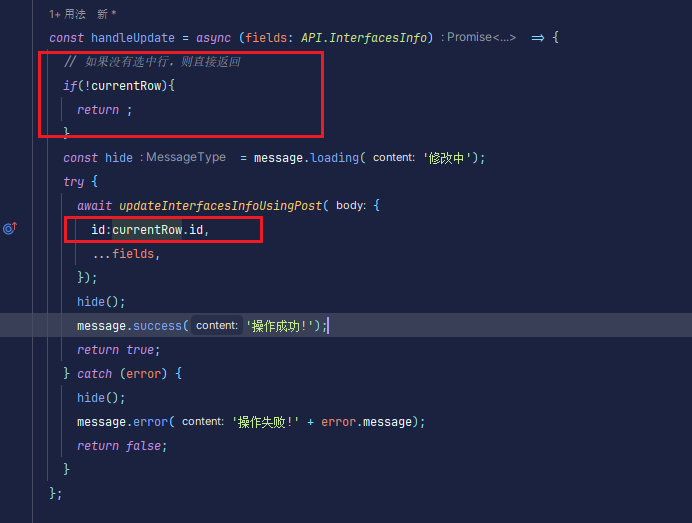 1+ 用法   新 *
const handleUpdate = async (fields: API.InterfacesInfo) : Promise<...>  => {
// 如果没有选中行，则直接返回
if(!currentRow){
return ;
}
const hide : MessageType  = message.loading( content: '修改中');
try {
await updateInterfacesInfoUsingPost( body: {
id:currentRow.id,
...fields,
});
hide();
message.success( content: '操作成功!');
return true;
} catch (error) {
hide();
message.error( content: '操作失败!' + error.message);
return false;
}
};